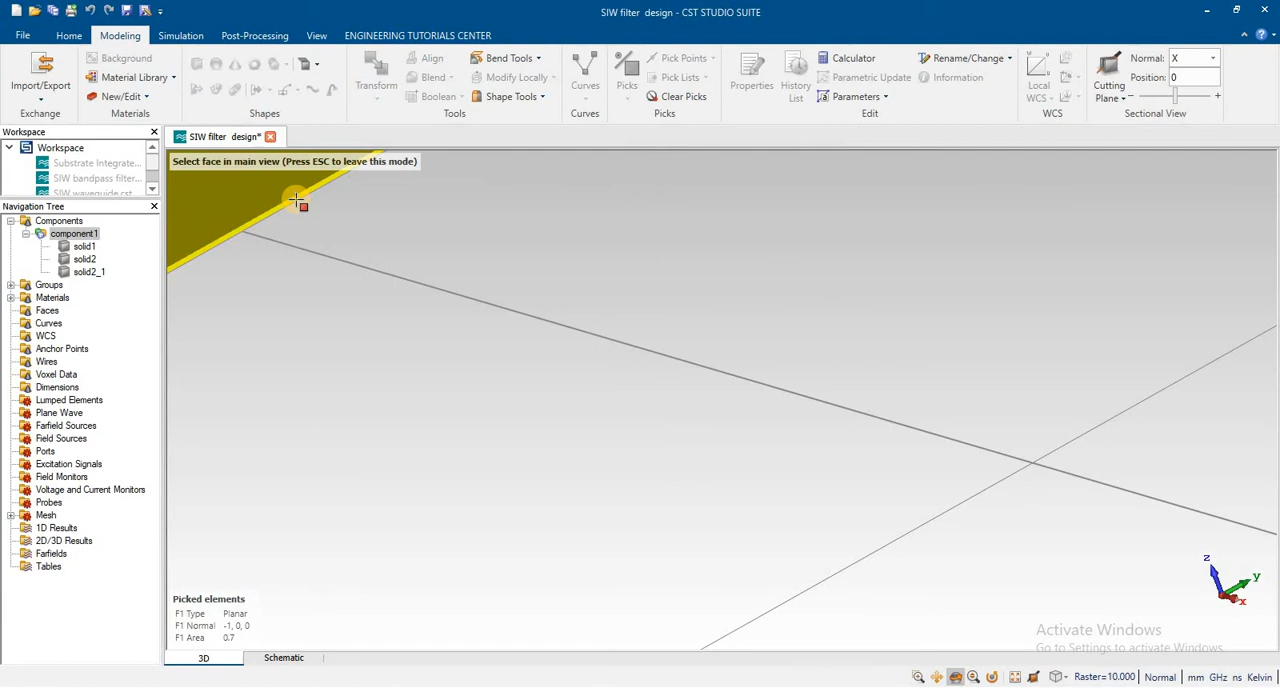 SIW filter  design - CST STUDIO SUITE
File
Home
Modeling
Simulation
Post-Processing
View
ENGINEERING TUTORIALS CENTER
Import/Export
Exchange
Background
Material Library
New/Edit
Materials
Shapes
Transform
Align
Blend
Boolean
Bend Tools
Modify Locally
Shape Tools
Tools
Curves
Curves
Picks
Pick Points
Pick Lists
Clear Picks
Picks
Properties
History
List
Calculator
Parametric Update
Parameters
Rename/Change
Information
Edit
Local
WCS
WCS
Cutting
Plane
Normal: X
Position: 0
Sectional View
Workspace
Workspace
Substrate Integrate...
SIW bandpass filter...
SIW waveguide.cst
SIW filter  design*
Select face in main view (Press ESC to leave this mode)
Navigation Tree
Components
component1
solid1
solid2
solid2_1
Groups
Materials
Faces
Curves
WCS
Anchor Points
Wires
Voxel Data
Dimensions
Lumped Elements
Plane Wave
Farfield Sources
Field Sources
Ports
Excitation Signals
Field Monitors
Voltage and Current Monitors
Probes
Mesh
1D Results
2D/3D Results
Farfields
Tables
Picked elements
F1 Type Planar
F1 Normal -1, 0, 0
F1 Area 0.7
z
y
x
Activate Windows
Go to Settings to activate Windows.
3D
Schematic
Raster=10.000 Normal mm GHz ns Kelvin